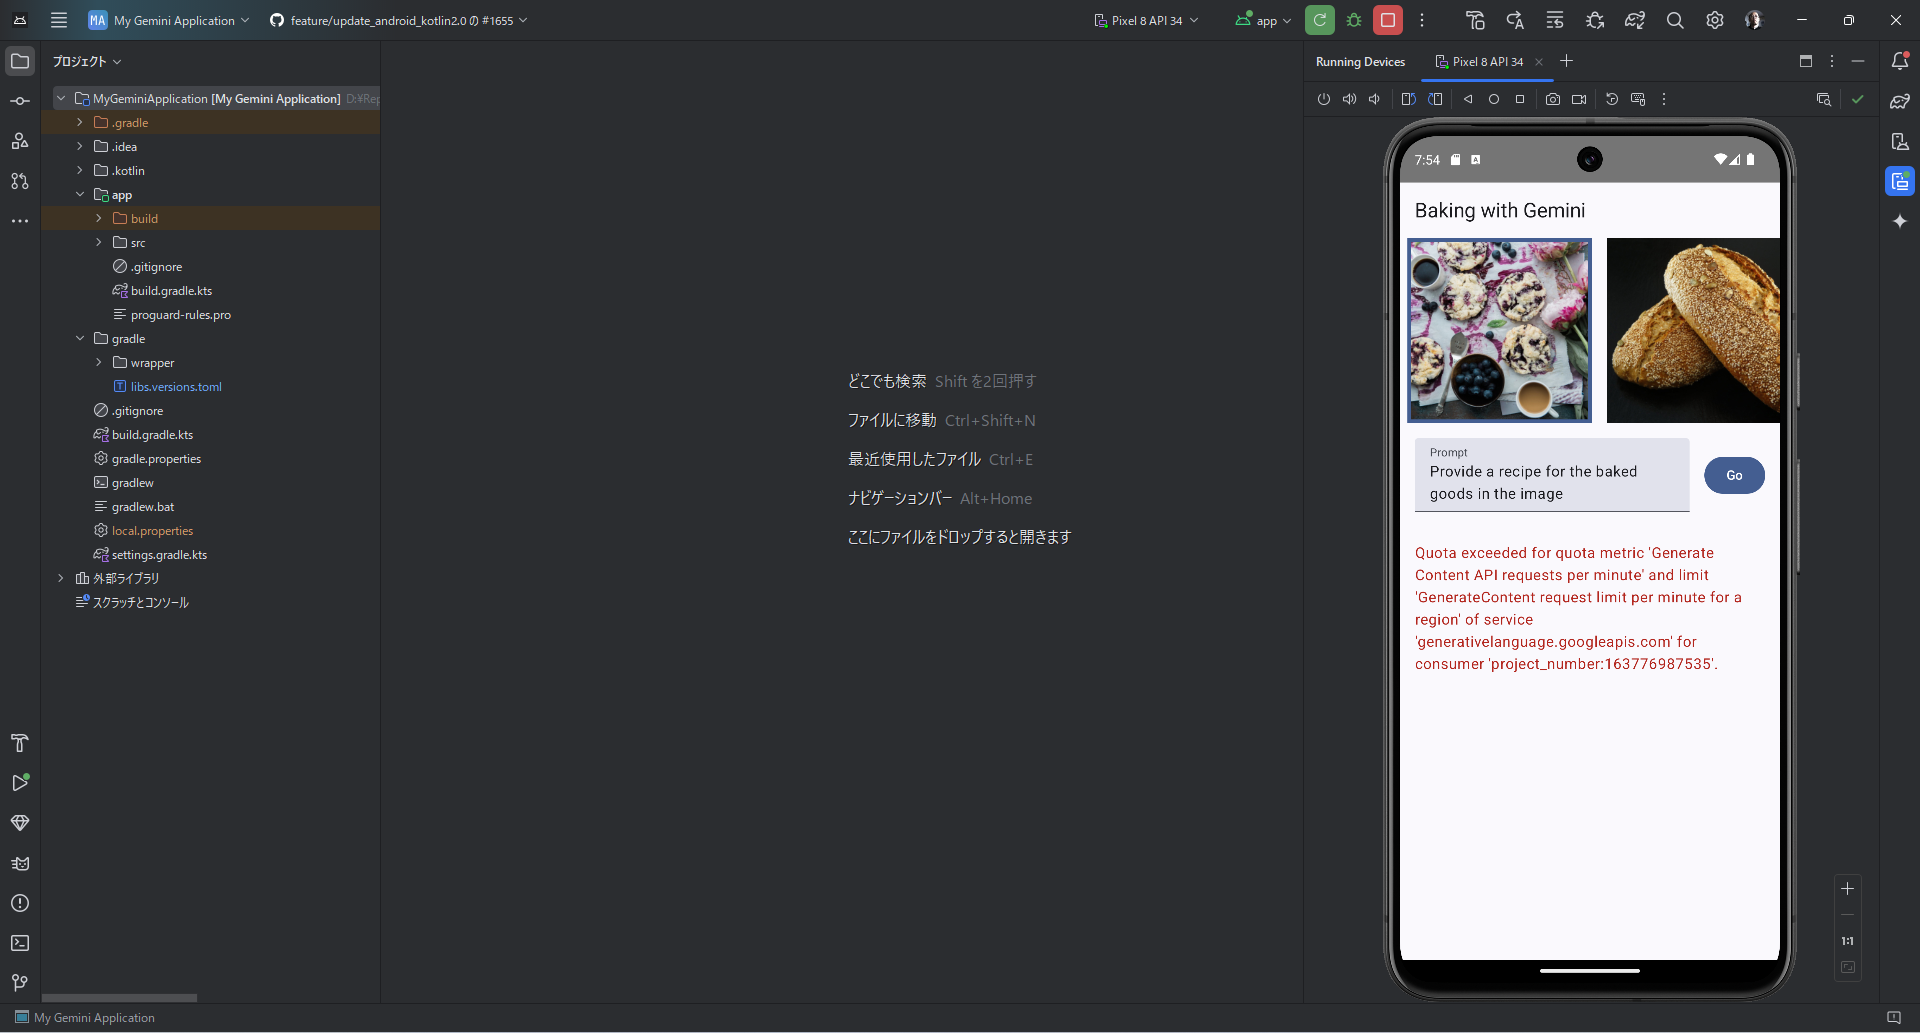 MA My Gemini Application
feature/update_android_kotlin2.0 の #1655
Pixel 8 API 34
app
プロジェクト
MyGeminiApplication [My Gemini Application] D:¥Rep
.gradle
.idea
.kotlin
app
build
src
.gitignore
build.gradle.kts
proguard-rules.pro
gradle
wrapper
libs.versions.toml
.gitignore
build.gradle.kts
gradle.properties
gradlew
gradlew.bat
local.properties
settings.gradle.kts
外部ライブラリ
スクラッチとコンソール
どこでも検索 Shift を2回押す
ファイルに移動 Ctrl+Shift+N
最近使用したファイル Ctrl+E
ナビゲーションバー Alt+Home
ここにファイルをドロップすると開きます
Running Devices
Pixel 8 API 34
7:54
A
Baking with Gemini
Prompt
Provide a recipe for the baked
goods in the image
Go
Quota exceeded for quota metric 'Generate
Content API requests per minute' and limit
'GenerateContent request limit per minute for a
region' of service
'generativelanguage.googleapis.com' for
consumer 'project_number:163776987535'.
1:1
My Gemini Application